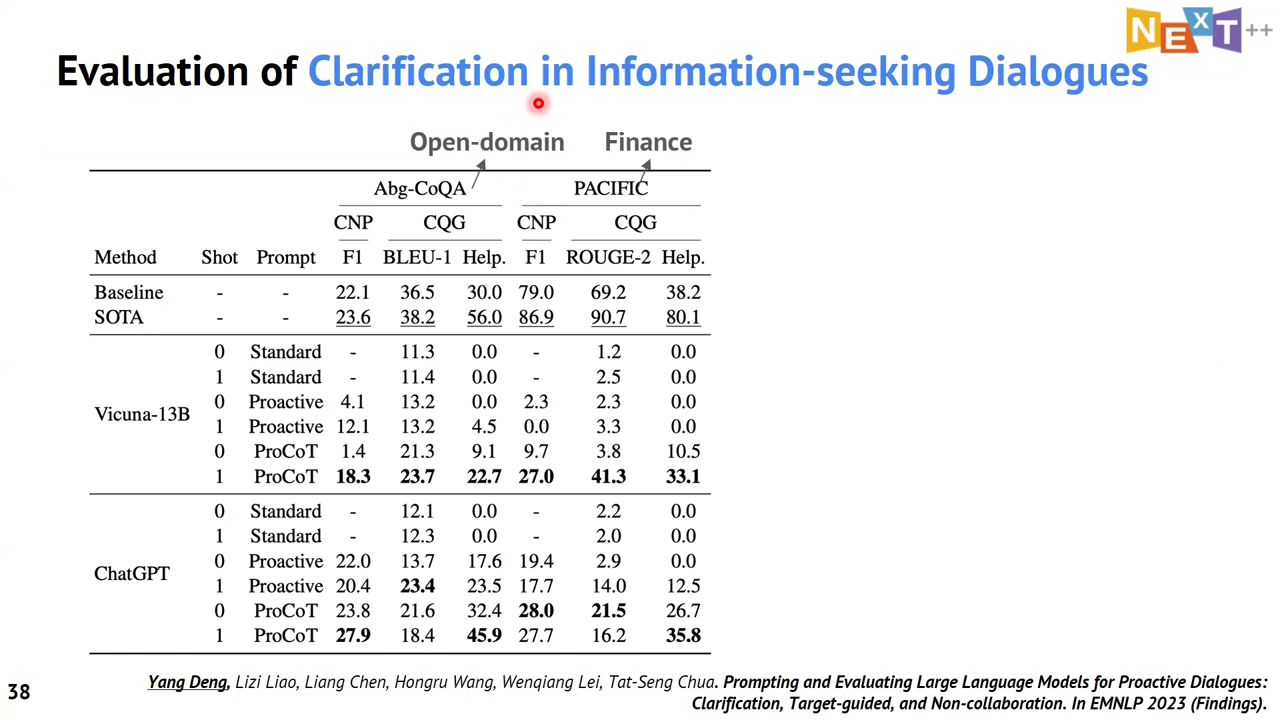 NExT++
Evaluation of Clarification in Information-seeking Dialogues
Open-domain Finance
Abg-CoQA PACIFIC
CNP CQG CNP CQG
Method Shot Prompt F1 BLEU-1 Help. F1 ROUGE-2 Help.
Baseline - - 22.1 36.5 30.0 79.0 69.2 38.2
SOTA - - 23.6 38.2 56.0 86.9 90.7 80.1
0 Standard - 11.3 0.0 - 1.2 0.0
1 Standard - 11.4 0.0 - 2.5 0.0
0 Proactive 4.1 13.2 0.0 2.3 2.3 0.0
Vicuna-13B
1 Proactive 12.1 13.2 4.5 0.0 3.3 0.0
0 ProCoT 1.4 21.3 9.1 9.7 3.8 10.5
1 ProCoT 18.3 23.7 22.7 27.0 41.3 33.1
0 Standard - 12.1 0.0 - 2.2 0.0
1 Standard - 12.3 0.0 - 2.0 0.0
0 Proactive 22.0 13.7 17.6 19.4 2.9 0.0
ChatGPT
1 Proactive 20.4 23.4 23.5 17.7 14.0 12.5
0 ProCoT 23.8 21.6 32.4 28.0 21.5 26.7
1 ProCoT 27.9 18.4 45.9 27.7 16.2 35.8
Yang Deng, Lizi Liao, Liang Chen, Hongru Wang, Wenqiang Lei, Tat-Seng Chua. Prompting and Evaluating Large Language Models for Proactive Dialogues:
Clarification, Target-guided, and Non-collaboration. In EMNLP 2023 (Findings).
38